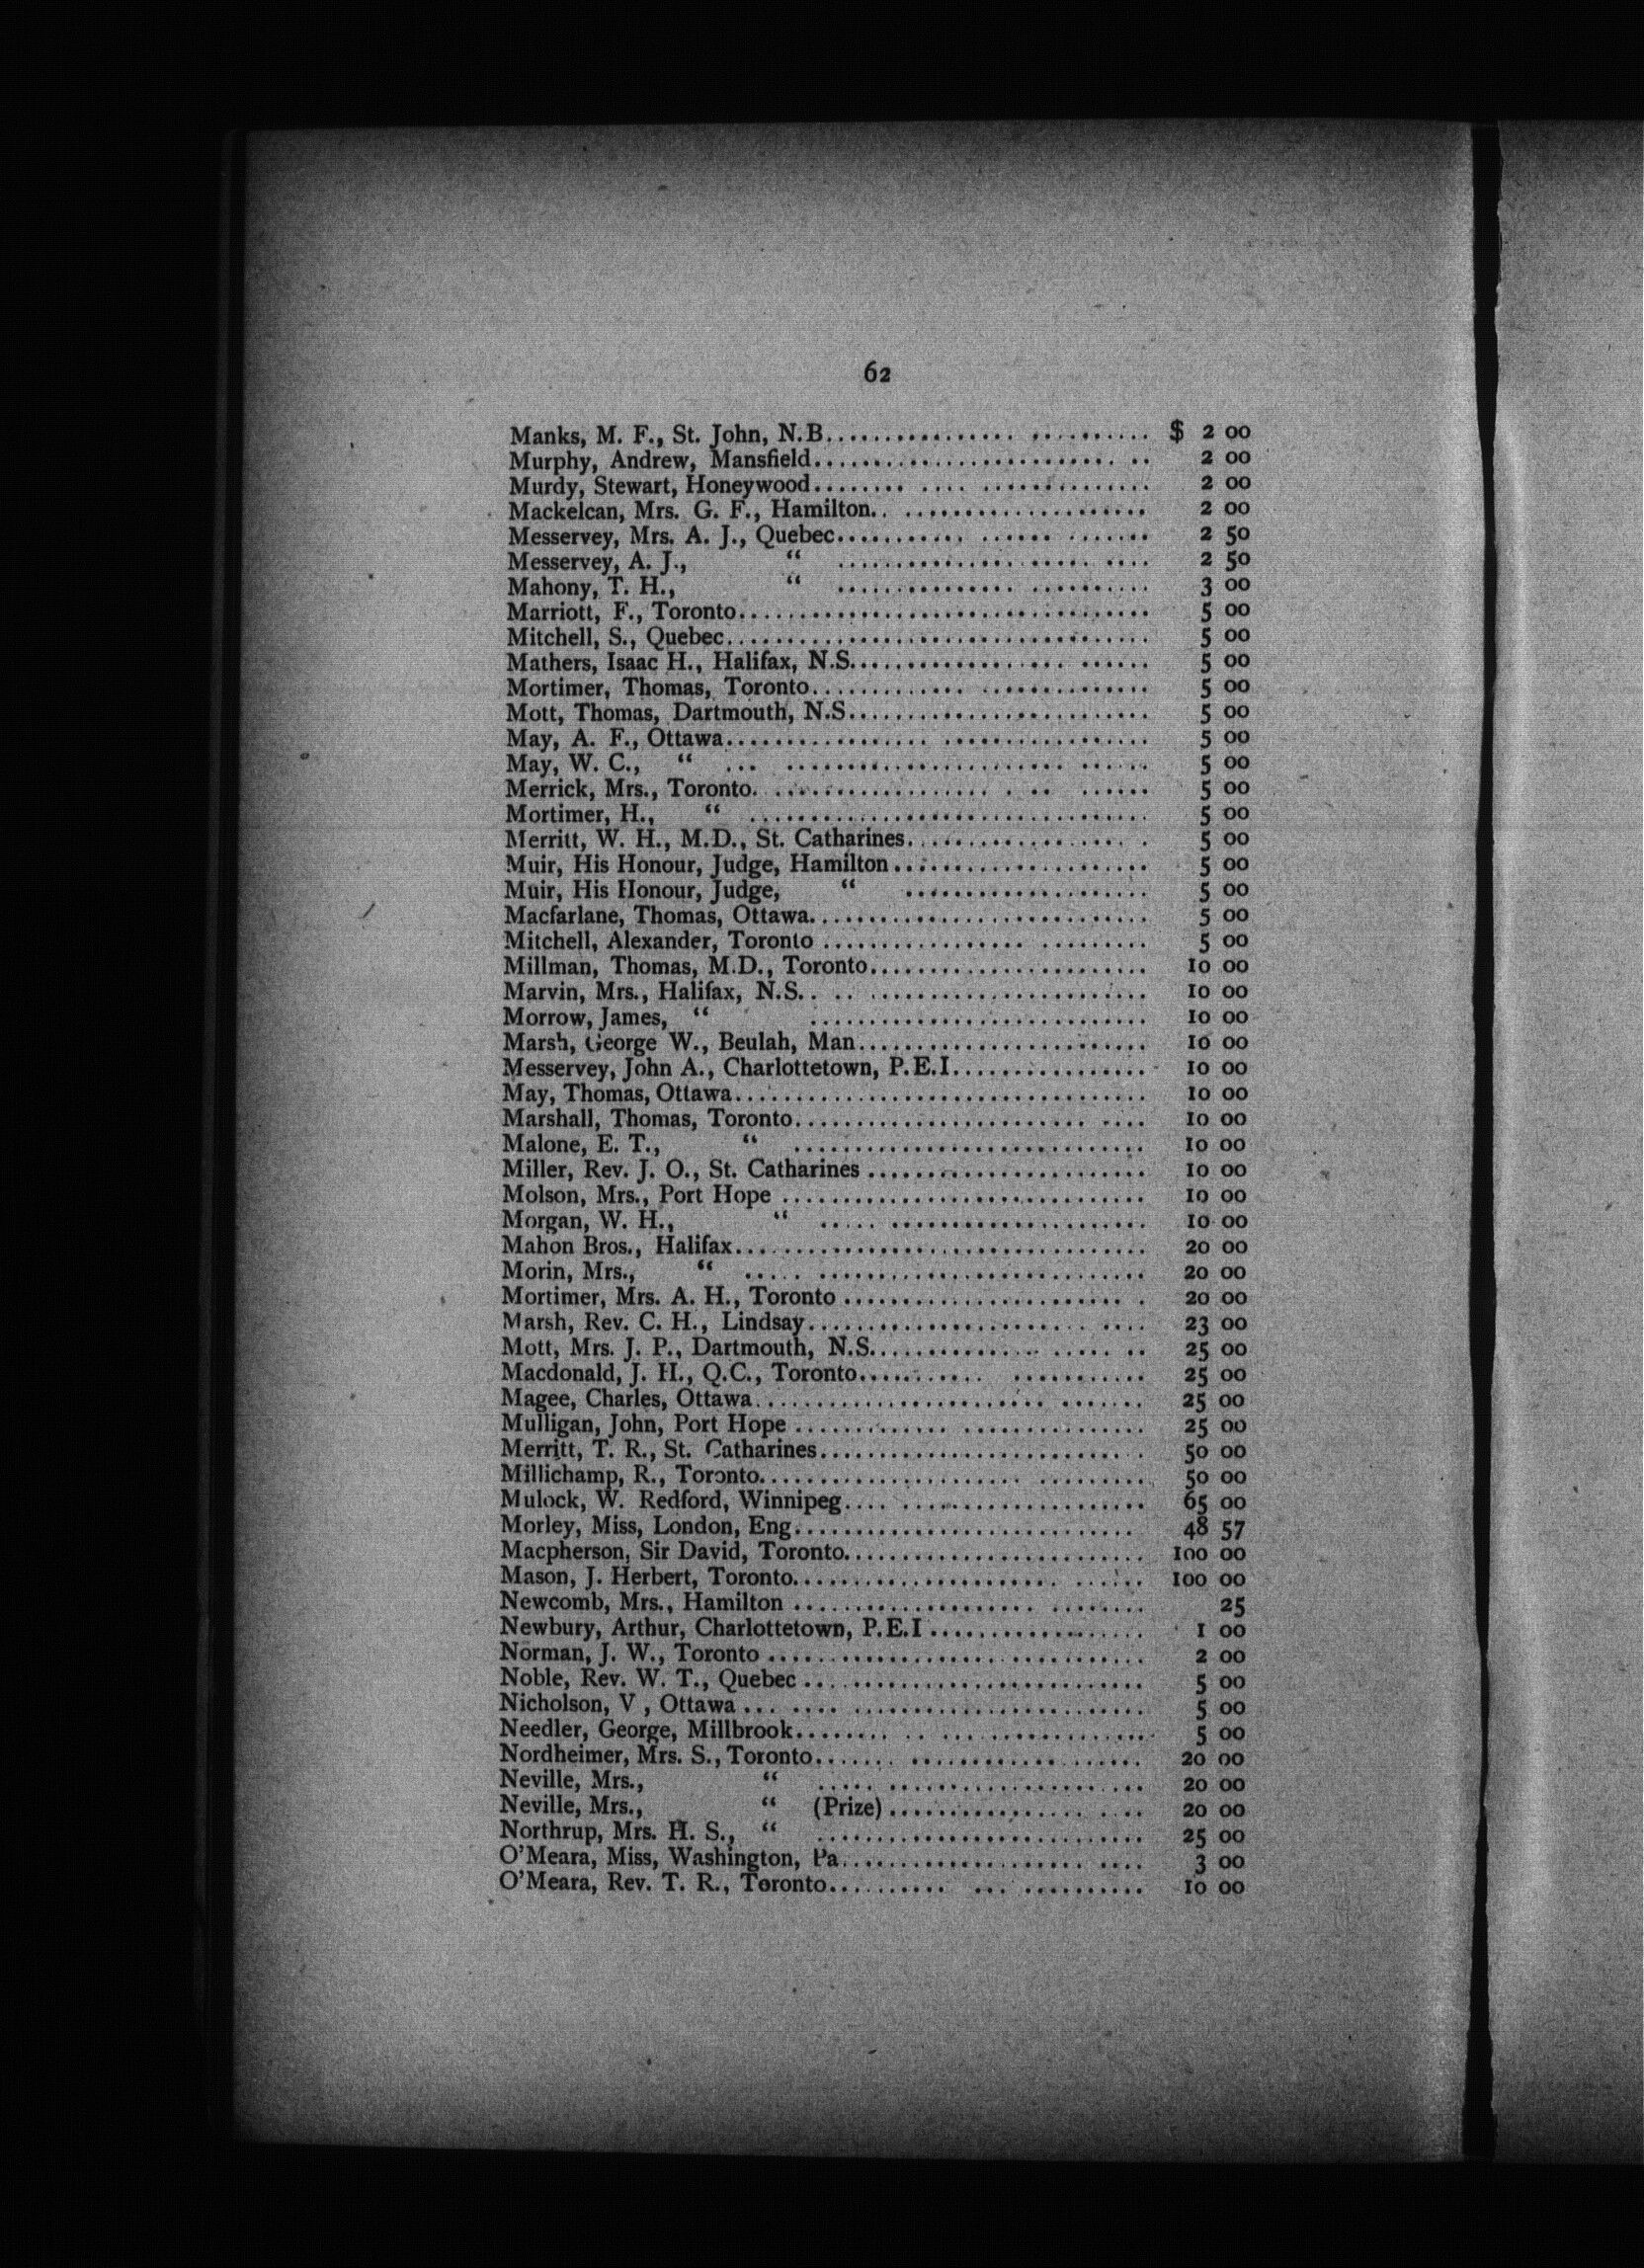 62
Manks, M. F., St. John, N.B.......................... $ 2 00
Murphy, Andrew, Mansfield.......................... 2 00
Murdy, Stewart, Honeywood.......................... 2 00
Mackelcan, Mrs. G. F., Hamilton.......................... 2 00
Messervey, Mrs. A. J., Quebec.......................... 2 50
Messervey, A. J., " .......................... 2 50
Mahony, T. H., " .......................... 3 00
Marriott, F., Toronto.......................... 5 00
Mitchell, S., Quebec.......................... 5 00
Mathers, Isaac H., Halifax, N.S.......................... 5 00
Mortimer, Thomas, Toronto.......................... 5 00
Mott, Thomas, Dartmouth, N.S.......................... 5 00
May, A. F., Ottawa.......................... 5 00
May, W. C., " .......................... 5 00
Merrick, Mrs., Toronto.......................... 5 00
Mortimer, H., " .......................... 5 00
Merritt, W. H., M.D., St. Catharines.......................... 5 00
Muir, His Honour, Judge, Hamilton.......................... 5 00
Muir, His Honour, Judge, " .......................... 5 00
Macfarlane, Thomas, Ottawa.......................... 5 00
Mitchell, Alexander, Toronto.......................... 5 00
Millman, Thomas, M.D., Toronto.......................... 10 00
Marvin, Mrs., Halifax, N.S.......................... 10 00
Morrow, James, " .......................... 10 00
Marsh, George W., Beulah, Man.......................... 10 00
Messervey, John A., Charlottetown, P.E.I.......................... 10 00
May, Thomas, Ottawa.......................... 10 00
Marshall, Thomas, Toronto.......................... 10 00
Malone, E. T., " .......................... 10 00
Miller, Rev. J. O., St. Catharines.......................... 10 00
Molson, Mrs., Port Hope.......................... 10 00
Morgan, W. H., " .......................... 10 00
Mahon Bros., Halifax.......................... 20 00
Morin, Mrs., " .......................... 20 00
Mortimer, Mrs. A. H., Toronto.......................... 20 00
Marsh, Rev. C. H., Lindsay.......................... 23 00
Mott, Mrs. J. P., Dartmouth, N.S.......................... 25 00
Macdonald, J. H., Q.C., Toronto.......................... 25 00
Magee, Charles, Ottawa.......................... 25 00
Mulligan, John, Port Hope.......................... 25 00
Merritt, T. R., St. Catharines.......................... 50 00
Millichamp, R., Toronto.......................... 50 00
Mulock, W. Redford, Winnipeg.......................... 65 00
Morley, Miss, London, Eng.......................... 48 57
Macpherson, Sir David, Toronto.......................... 100 00
Mason, J. Herbert, Toronto.......................... 100 00
Newcomb, Mrs., Hamilton.......................... 25
Newbury, Arthur, Charlottetown, P.E.I.......................... 1 00
Norman, J. W., Toronto.......................... 2 00
Noble, Rev. W. T., Quebec.......................... 5 00
Nicholson, V , Ottawa.......................... 5 00
Needler, George, Millbrook.......................... 5 00
Nordheimer, Mrs. S., Toronto.......................... 20 00
Neville, Mrs., " .......................... 20 00
Neville, Mrs., " (Prize).......................... 20 00
Northrup, Mrs. H. S., " .......................... 25 00
O'Meara, Miss, Washington, Pa.......................... 3 00
O'Meara, Rev. T. R., Toronto.......................... 10 00